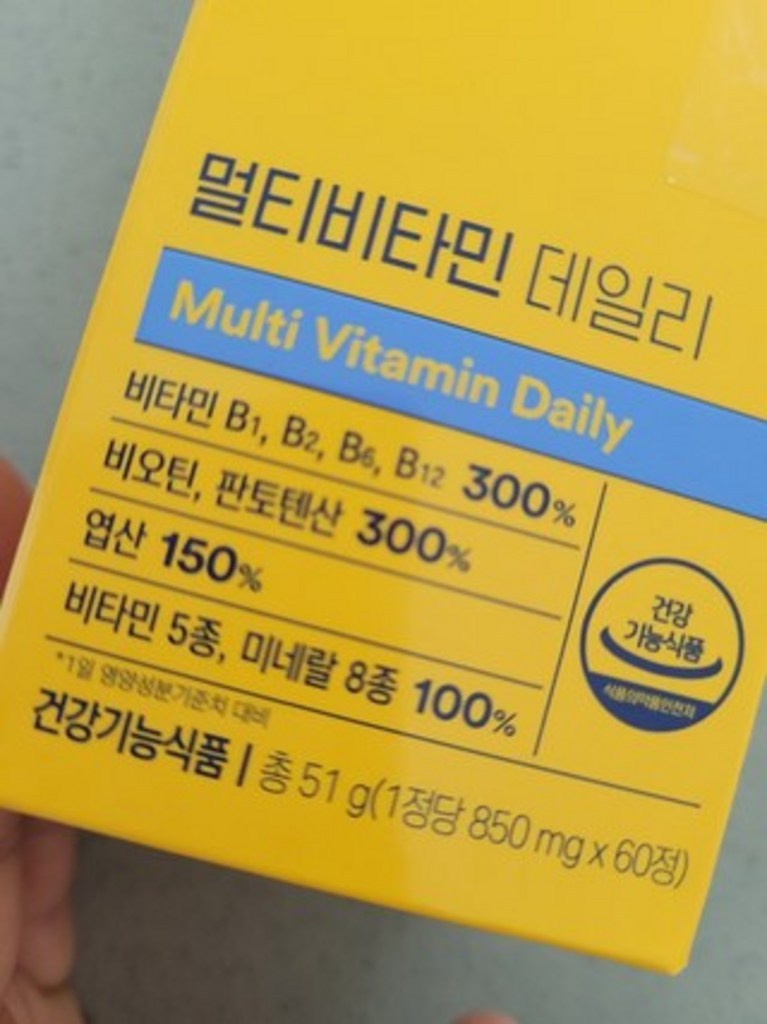 멀티비타민 데일리
Multi Vitamin Daily
비타민 B1, B2, B6, B12 300%
비오틴, 판토텐산 300%
엽산 150%
비타민 5종, 미네랄 8종 100%
*1일 영양성분기준치 대비
건강
기능식품
식품의약품안전처
건강기능식품 | 총 51 g(1정당 850 mg x 60정)